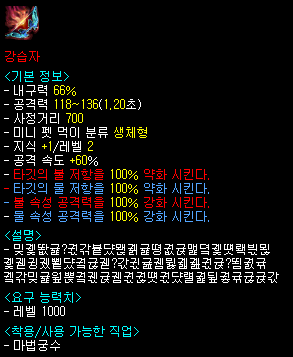 강습자
<기본 정보>
- 내구력 66%
- 공격력 118~136(1,20초)
- 사정거리 700
- 미니 펫 먹이 분류 생체형
- 지식 +1/레벨 2
- 공격 속도 +60%
- 타깃의 불 저항을 100% 약화 시킨다.
- 타깃의 물 저항을 100% 약화 시킨다.
- 불 속성 공격력을 100% 강화 시킨다.
- 물 속성 공격력을 100% 강화 시킨다.
<설명>
<요구 능력치>
- 레벨 1000
<착용/사용 가능한 직업>
- 마법궁수